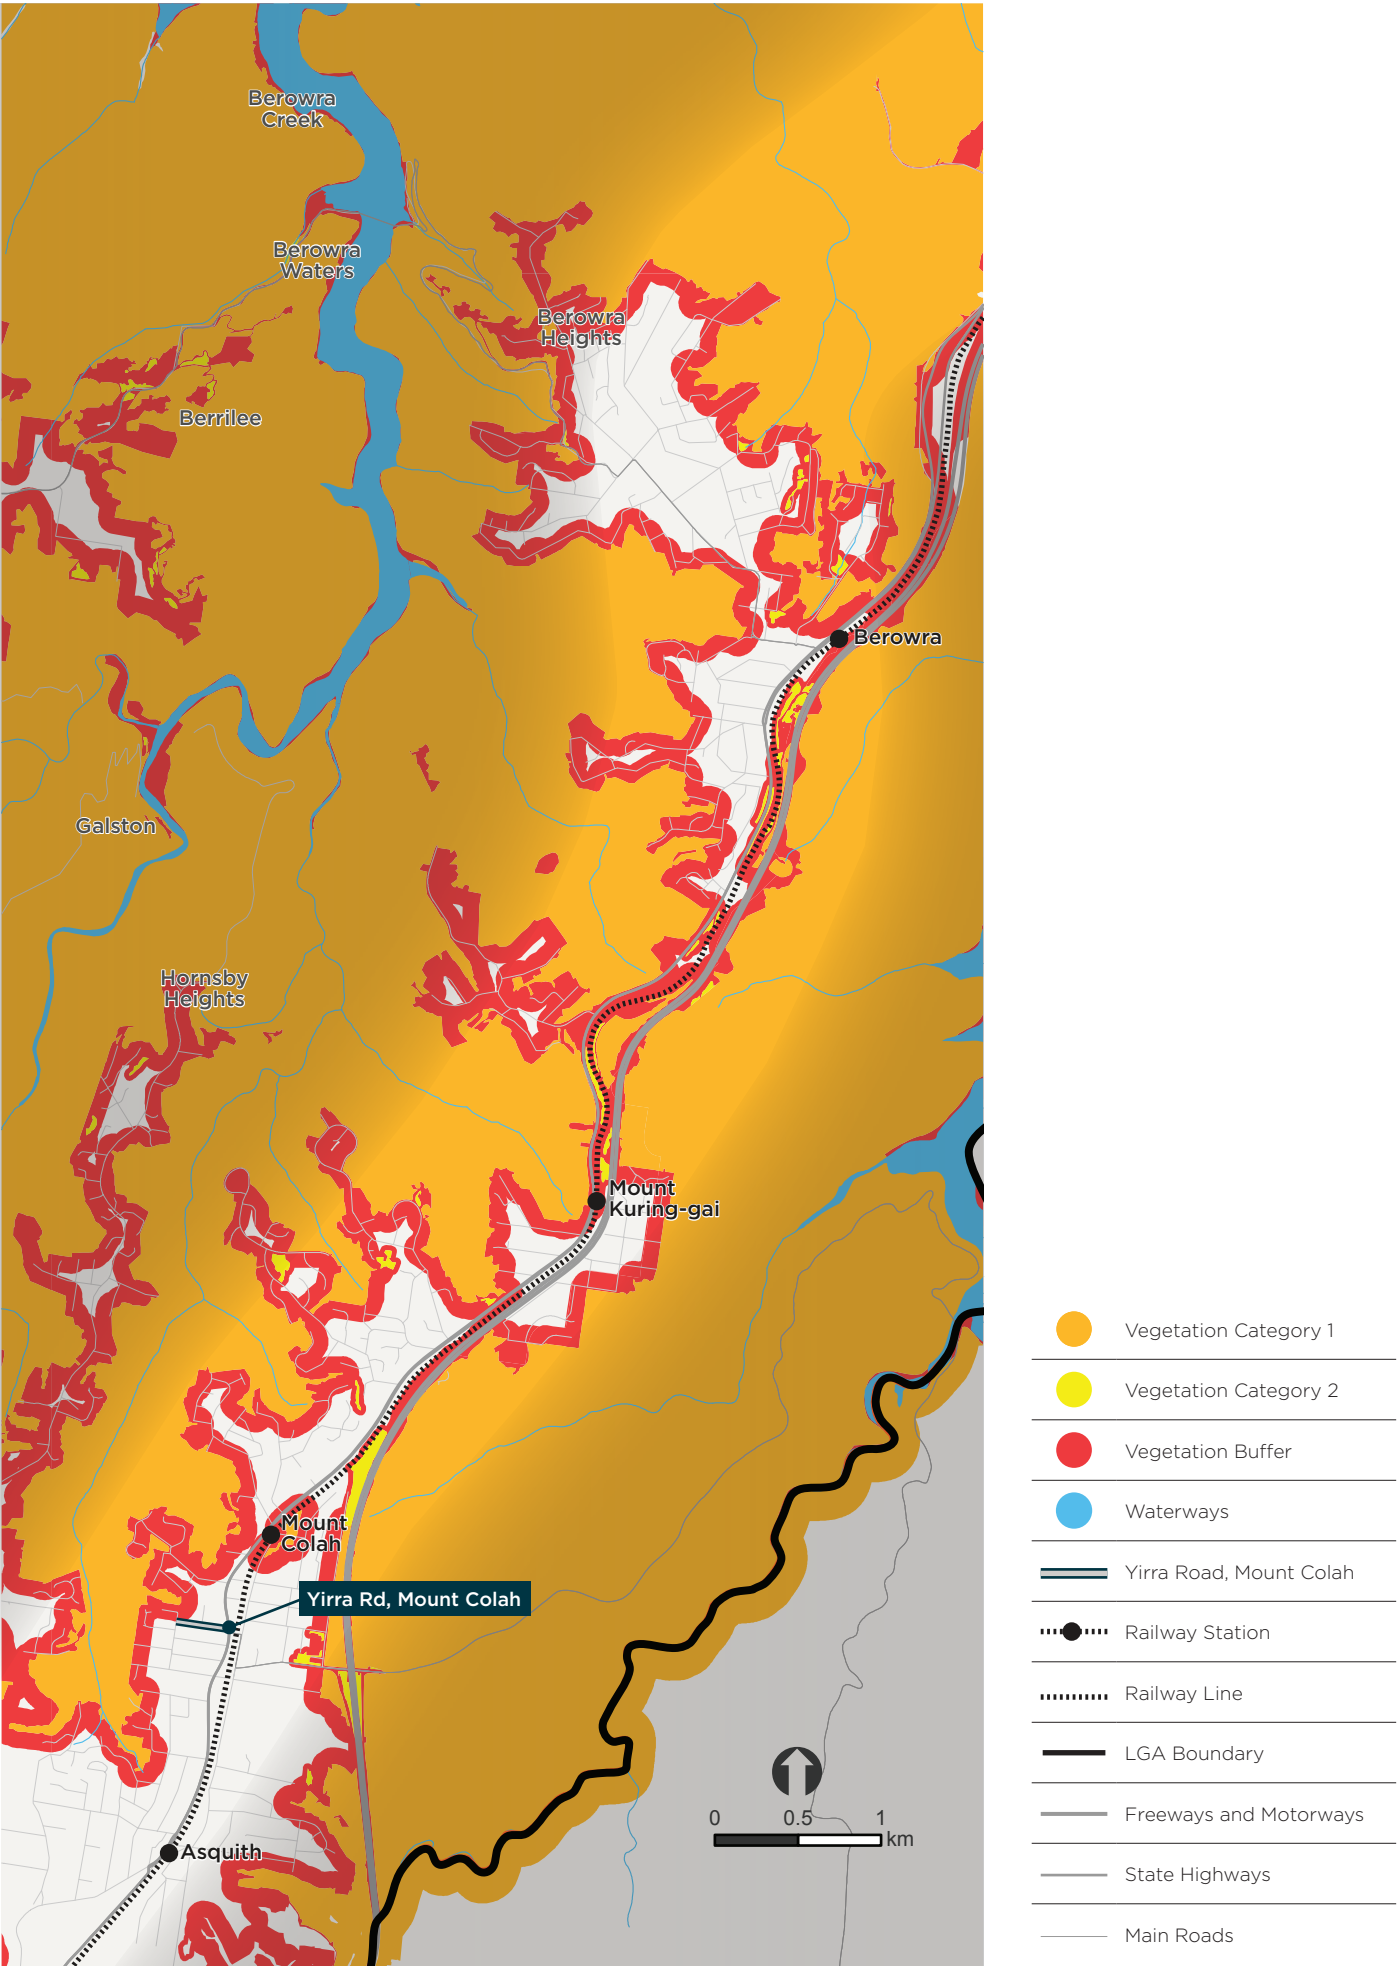 Berowra
Creek
Berowra
Waters
Berowra
Heights
Berrilee
Berowra
Galston
Hornsby
Heights
Mount
Kuring-gai
Mount
Colah
Yirra Rd, Mount Colah
Asquith
0 0.5 1
km
Vegetation Category 1
Vegetation Category 2
Vegetation Buffer
Waterways
Yirra Road, Mount Colah
Railway Station
Railway Line
LGA Boundary
Freeways and Motorways
State Highways
Main Roads